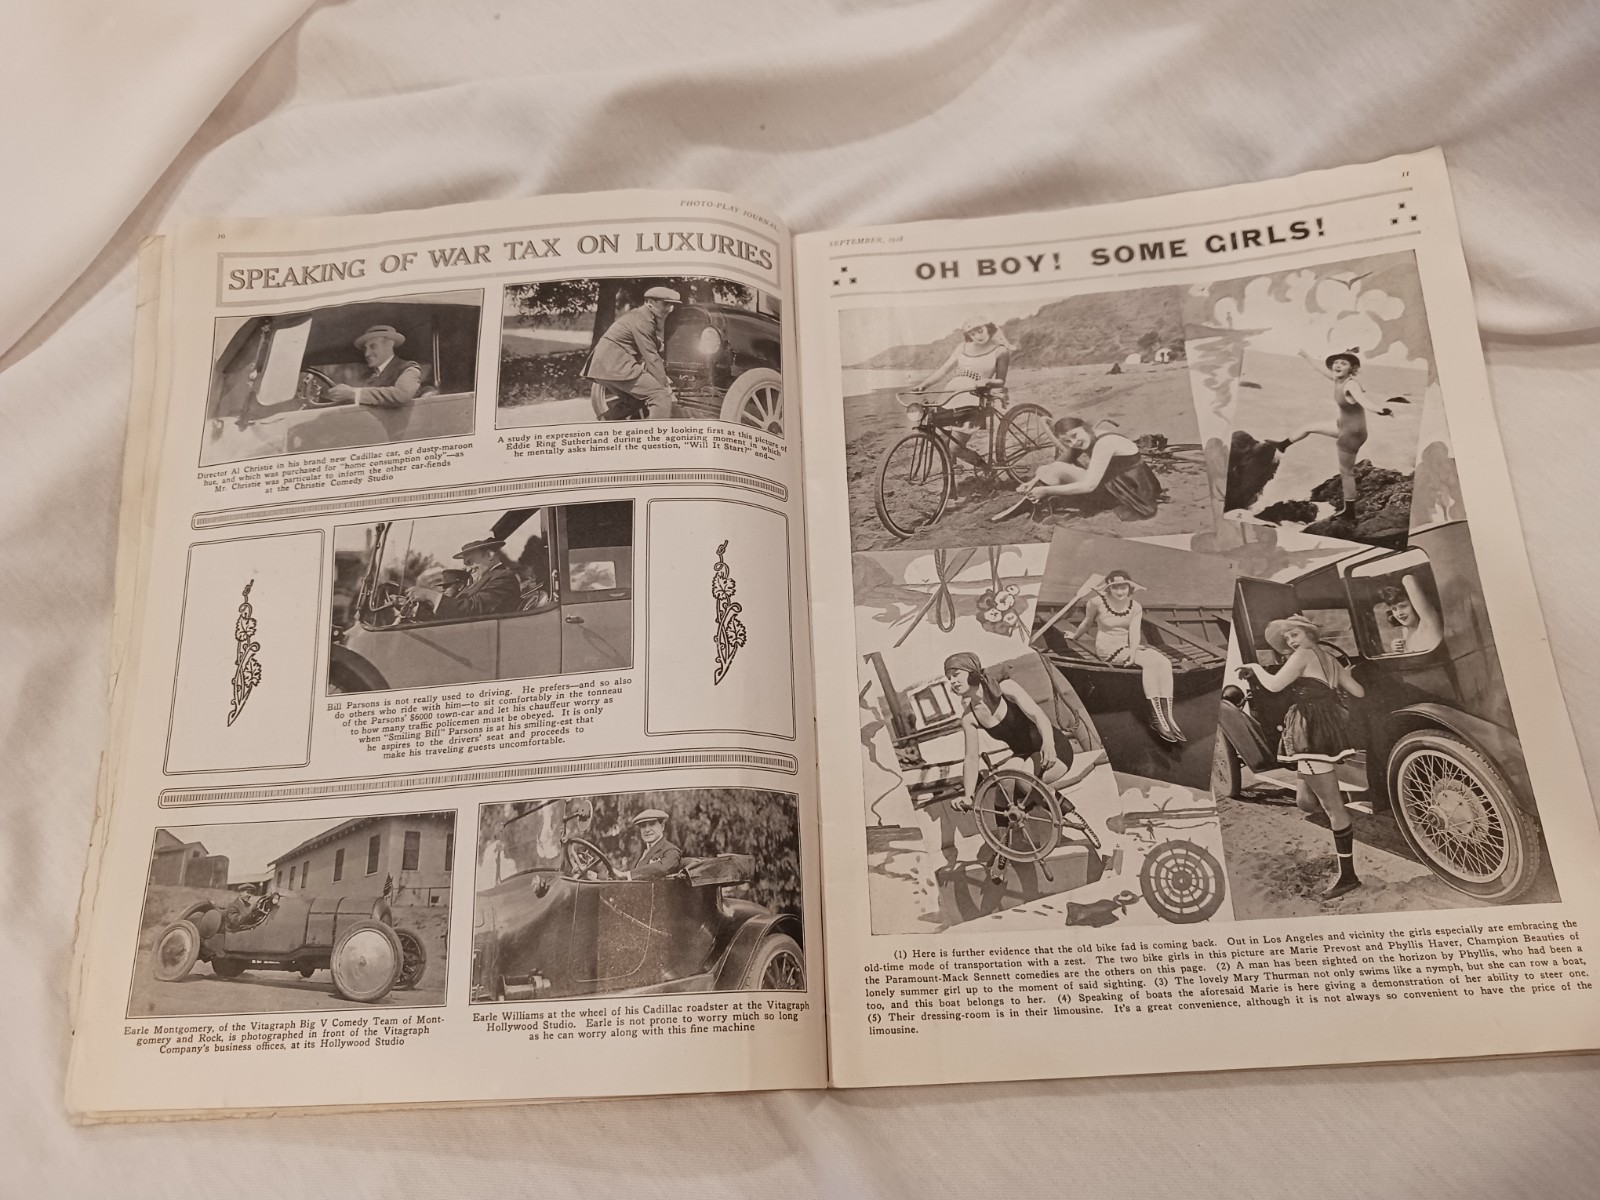 10
PHOTO-PLAY JOURNAL
SPEAKING OF WAR TAX ON LUXURIES
Director Al Christie in his brand new Cadillac car, of dusty-maroon
hue, and which was purchased for "home consumption only"—as
Mr. Christie was particular to inform the other car-fiends
at the Christie Comedy Studio
A study in expression can be gained by looking first at this picture of
Eddie Ring Sutherland during the agonizing moment in which
he mentally asks himself the question, "Will It Start?" and—
Bill Parsons is not really used to driving. He prefers—and so also
do others who ride with him—to sit comfortably in the tonneau
of the Parsons' $6000 town-car and let his chauffeur worry as
to how many traffic policemen must be obeyed. It is only
when "Smiling Bill" Parsons is at his smiling-est that
he aspires to the drivers' seat and proceeds to
make his traveling guests uncomfortable.
Earle Montgomery, of the Vitagraph Big V Comedy Team of Mont-
gomery and Rock, is photographed in front of the Vitagraph
Company's business offices, at its Hollywood Studio
Earle Williams at the wheel of his Cadillac roadster at the Vitagraph
Hollywood Studio. Earle is not prone to worry much so long
as he can worry along with this fine machine
SEPTEMBER, 1918
11
OH BOY! SOME GIRLS!
(1) Here is further evidence that the old bike fad is coming back. Out in Los Angeles and vicinity the girls especially are embracing the
old-time mode of transportation with a zest. The two bike girls in this picture are Marie Prevost and Phyllis Haver, Champion Beauties of
the Paramount-Mack Sennett comedies are the others on this page. (2) A man has been sighted on the horizon by Phyllis, who had been a
lonely summer girl up to the moment of said sighting. (3) The lovely Mary Thurman not only swims like a nymph, but she can row a boat,
too, and this boat belongs to her. (4) Speaking of boats the aforesaid Marie is here giving a demonstration of her ability to steer one.
(5) Their dressing-room is in their limousine. It's a great convenience, although it is not always so convenient to have the price of the
limousine.